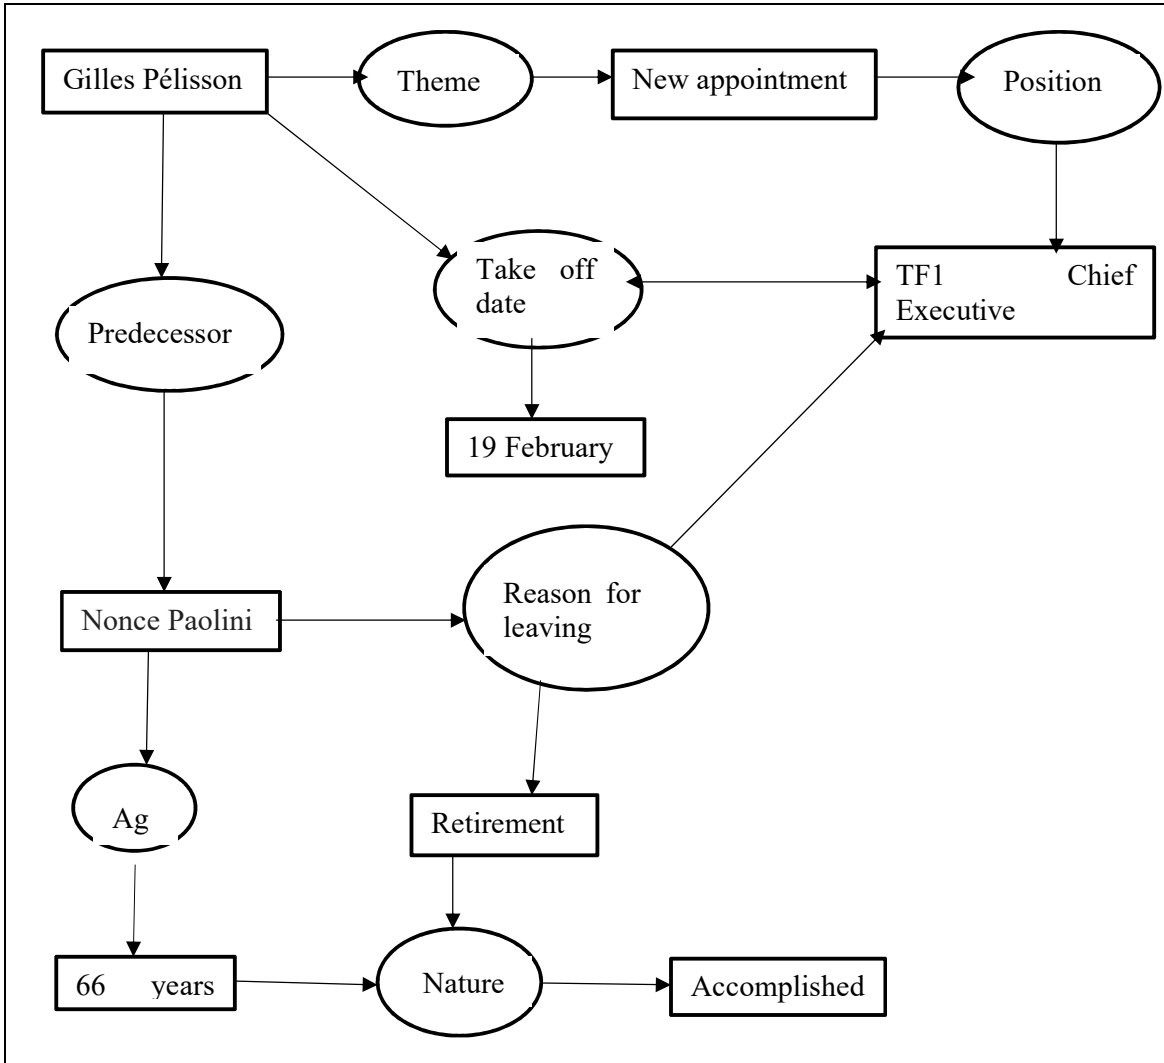 Gilles Pélisson
Theme
New appointment
Position
Take off
date
TF1 Chief
Executive
Predecessor
19 February
Reason for
leaving
Nonce Paolini
Ag
Retirement
66 years
Nature
Accomplished